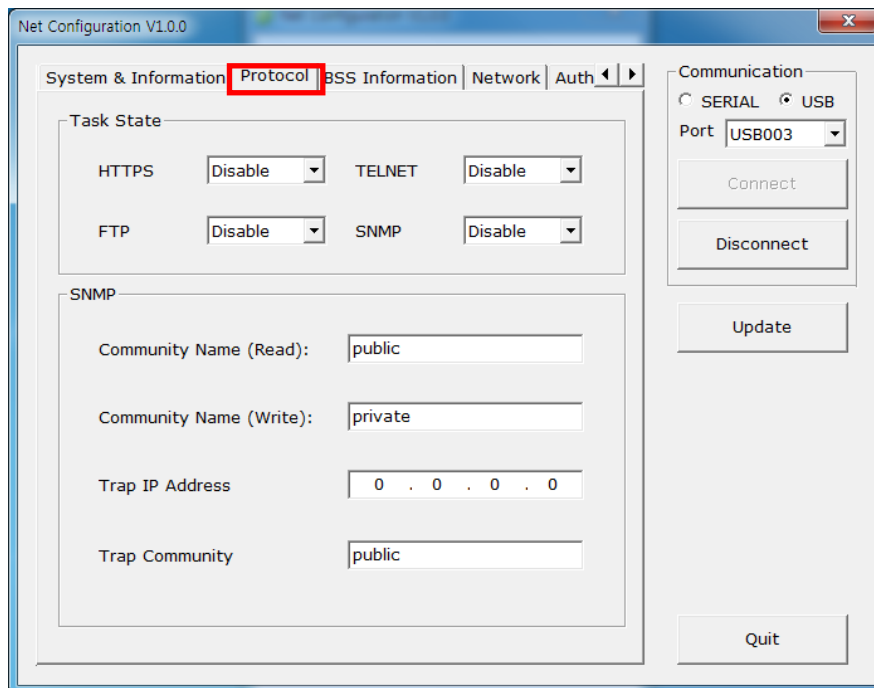 Net Configuration V1.0.0
System & Information Protocol BSS Information Network Auth
Task State
HTTPS Disable TELNET Disable
FTP Disable SNMP Disable
SNMP
Community Name (Read): public
Community Name (Write): private
Trap IP Address 0 . 0 . 0 . 0
Trap Community public
Communication
SERIAL USB
Port USB003
Connect
Disconnect
Update
Quit